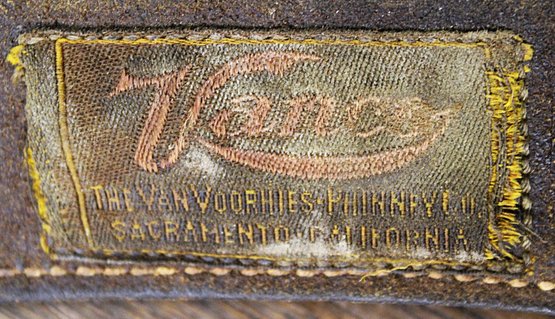 Vanco
THE VAN VOORHIES-PHINNEY CO.
SACRAMENTO-CALIFORNIA